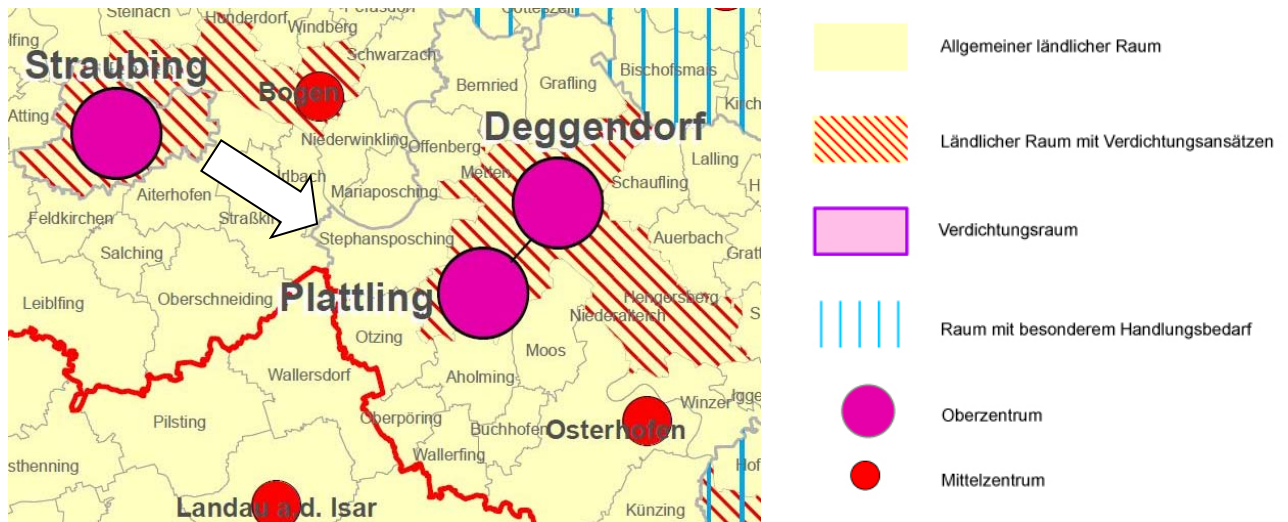 Steinach
Hunderdorf
Windberg
Schwarzach
Straubing
Bogen
Bernried
Grafling
Bischofsmais
Atting
Niederwinkling
Offenberg
Deggendorf
Lalling
Metten
Schaufling
Mariaposching
Aiterhofen
Feldkirchen
Stephansposching
Auerbach
Salching
Leiblfing
Oberschneiding
Plattling
Hengersberg
Niederalteich
Otzing
Moos
Wallersdorf
Aholming
Pilsting
Oberpöring
Buchhofen
Osterhofen
Winzer
Wallerfing
Landau a.d. Isar
Künzing
Allgemeiner ländlicher Raum
Ländlicher Raum mit Verdichtungsansätzen
Verdichtungsraum
Raum mit besonderem Handlungsbedarf
Oberzentrum
Mittelzentrum